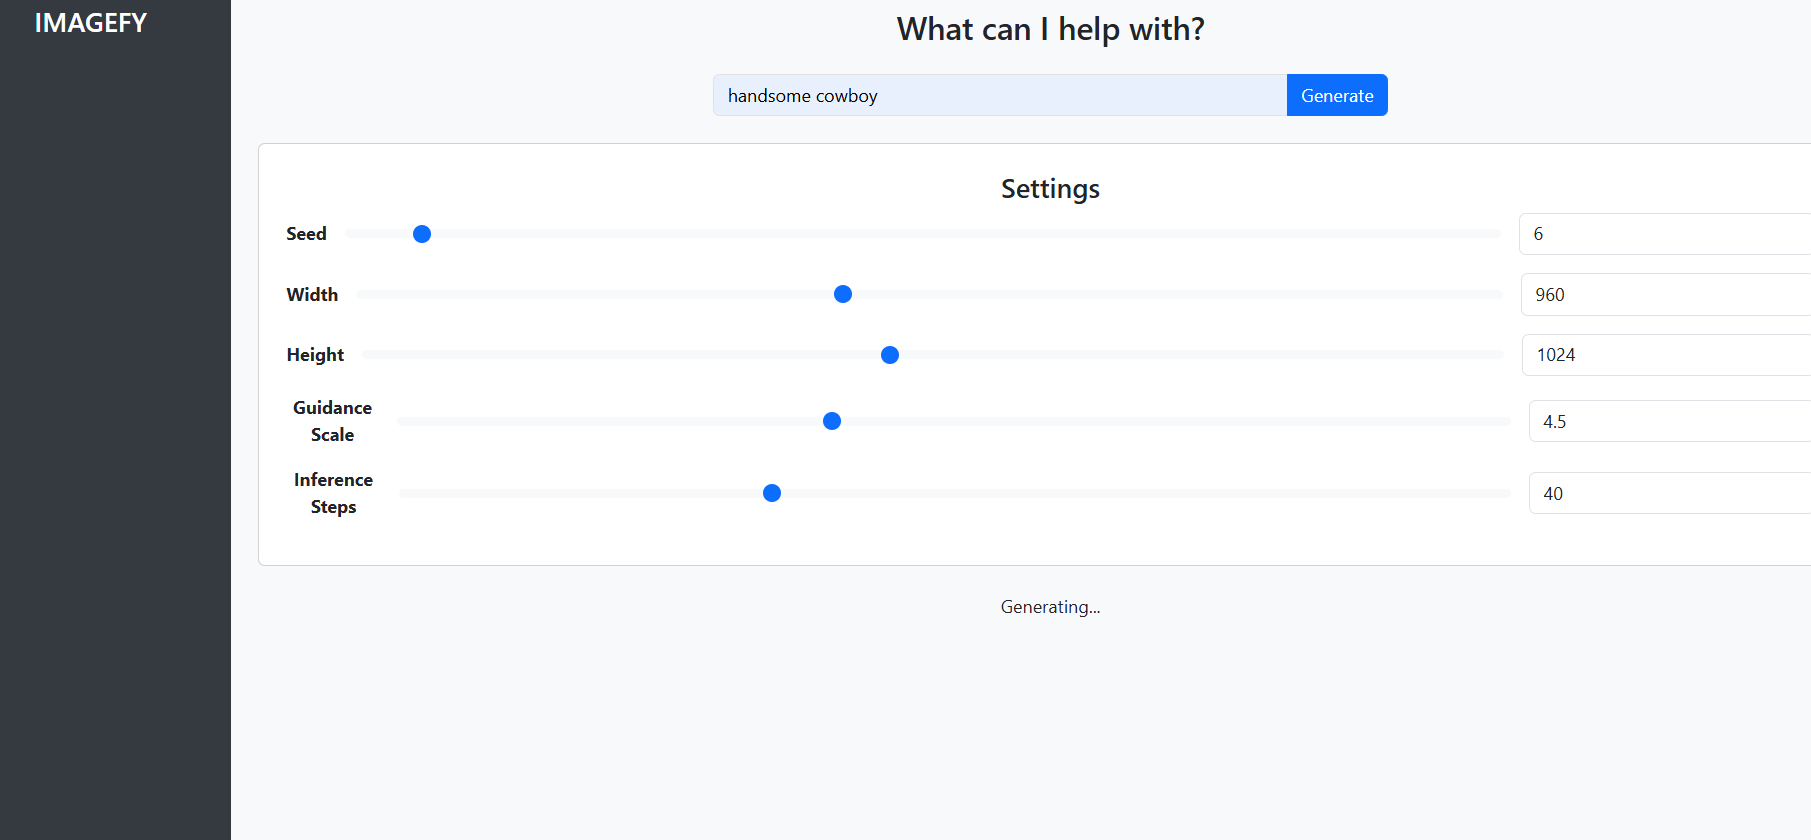 IMAGEFY
What can I help with?
handsome cowboy
Generate
Settings
Seed
6
Width
960
Height
1024
Guidance
Scale
4.5
Inference
Steps
40
Generating...